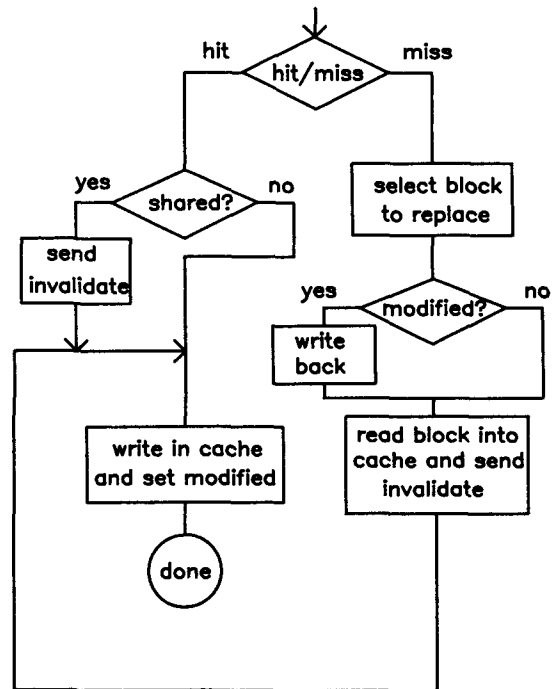 hit
miss
hit/miss
yes
shared?
no
select block
to replace
send
invalidate
yes
modified?
no
write
back
write in cache
and set modified
read block into
cache and send
invalidate
done